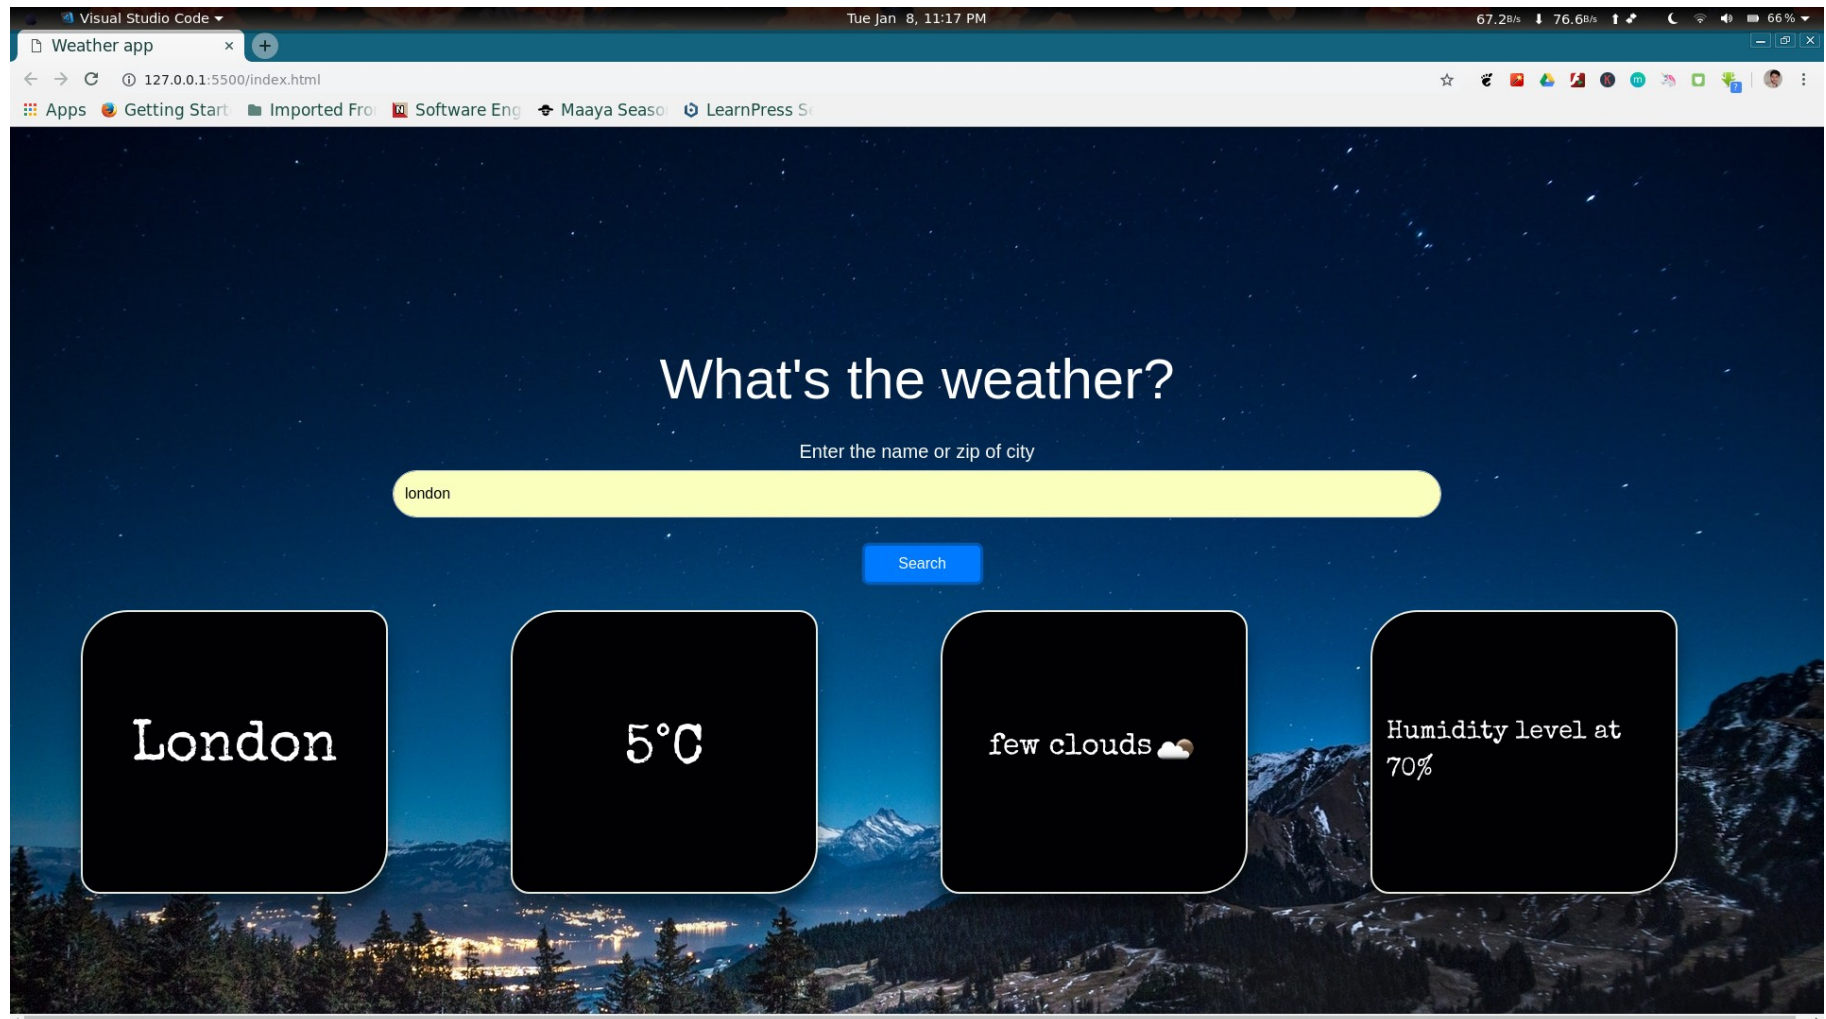 Visual Studio Code
Tue Jan 8, 11:17 PM
67.2B/s 76.6B/s 66%
Weather app
127.0.0.1:5500/index.html
Apps Getting Start Imported Fro Software Eng Maaya Seaso LearnPress Se
What's the weather?
Enter the name or zip of city
london
Search
London
5°C
few clouds
Humidity level at
70%